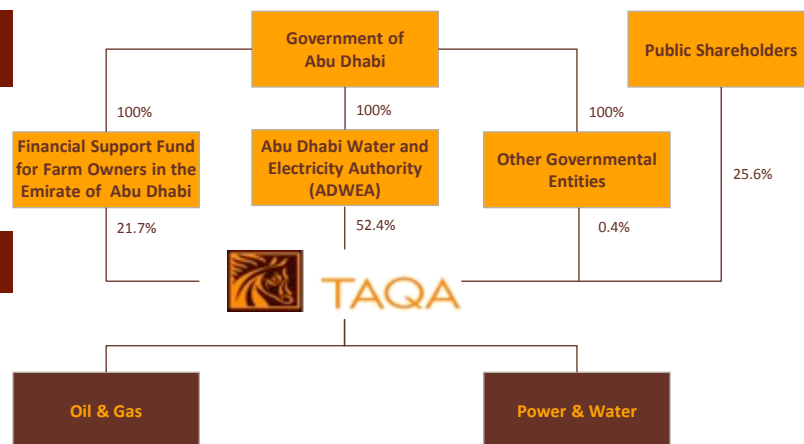 Government of
Abu Dhabi
Public Shareholders
100%
100%
100%
Financial Support Fund
for Farm Owners in the
Emirate of Abu Dhabi
Abu Dhabi Water and
Electricity Authority
(ADWEA)
Other Governmental
Entities
25.6%
21.7%
52.4%
0.4%
TAQA
Oil & Gas
Power & Water